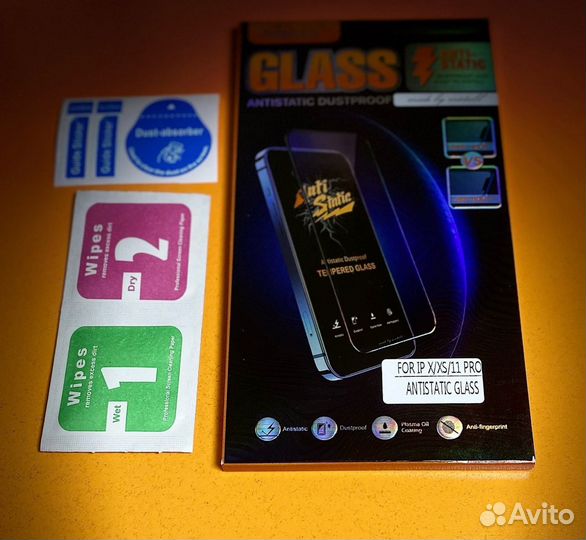 GLASS
ANTI-
STATIC
ANTISTATIC DUSTPROOF
VS
Anti
Static
Antistatic Dustproof
TEMPERED GLASS
FOR IP X/XS/11 PRO
ANTISTATIC GLASS
Antistatic
Dustproof
Plasma Oil
Coating
Anti-fingerprint
Guide Sticker
Guide Sticker
Dust-absorber
Wipes
removes excess dirt
2
Dry
Professional Screen Cleaning Paper
Wipes
removes excess dirt
1
Wet
Professional Screen Cleaning Paper
Avito